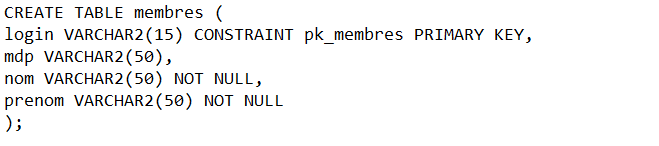 CREATE TABLE membres (
login VARCHAR2(15) CONSTRAINT pk_membres PRIMARY KEY,
mdp VARCHAR2(50),
nom VARCHAR2(50) NOT NULL,
prenom VARCHAR2(50) NOT NULL
);